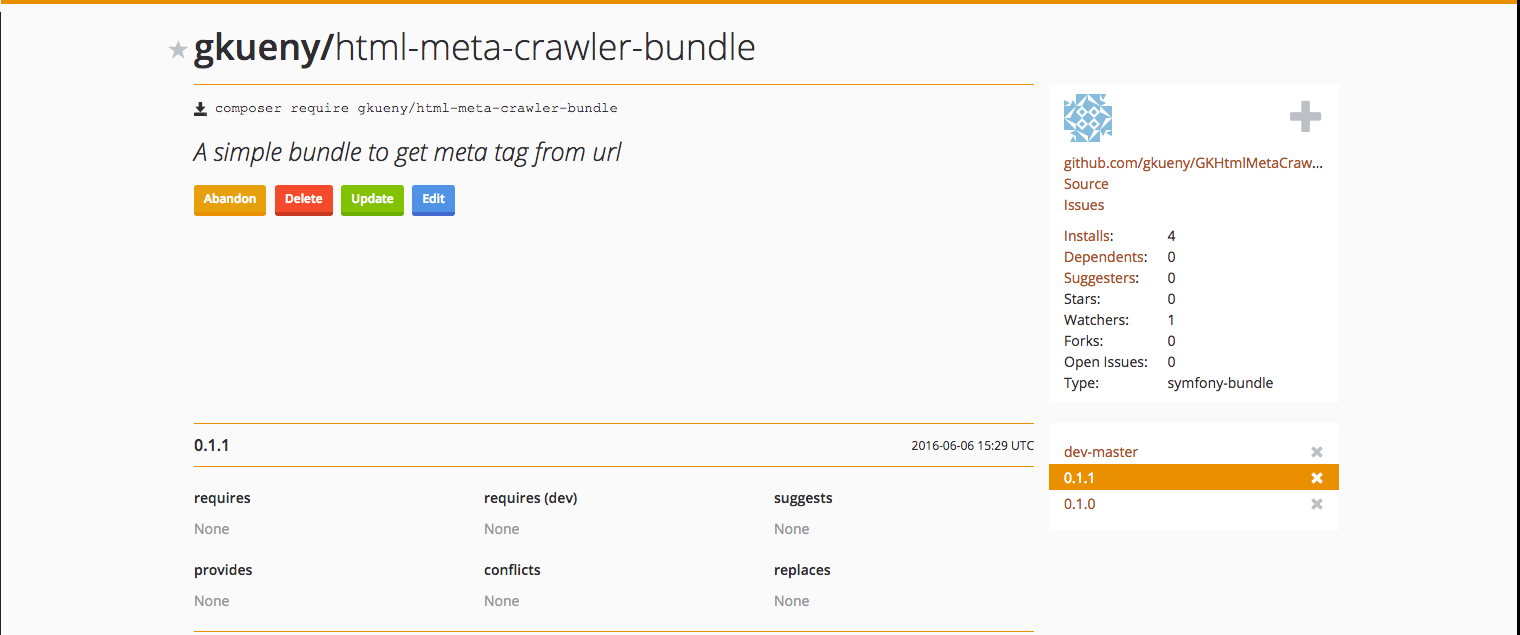 gkueny/html-meta-crawler-bundle
composer require gkueny/html-meta-crawler-bundle
A simple bundle to get meta tag from url
Abandon Delete Update Edit
github.com/gkueny/GKHtmlMetaCraw...
Source
Issues
Installs: 4
Dependents: 0
Suggesters: 0
Stars: 0
Watchers: 1
Forks: 0
Open Issues: 0
Type: symfony-bundle
0.1.1 2016-06-06 15:29 UTC
requires requires (dev) suggests
None None None
provides conflicts replaces
None None None
dev-master
0.1.1
0.1.0